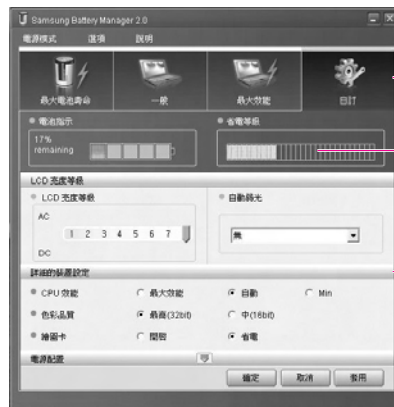 Samsung Battery Manager 2.0
電源模式 選項 說明
最大電池壽命 一般 最大效能 自訂
電池指示 省電等級
17%
remaining
LCD 亮度等級
LCD 亮度等級 自動弱光
AC
1 2 3 4 5 6 7
無
DC
詳細的裝置設定
CPU 效能 最大效能 自動 Min
色彩品質 最高(32bit) 中(16bit)
繪圖卡 開啓 省電
電源配置
確定 取消 套用